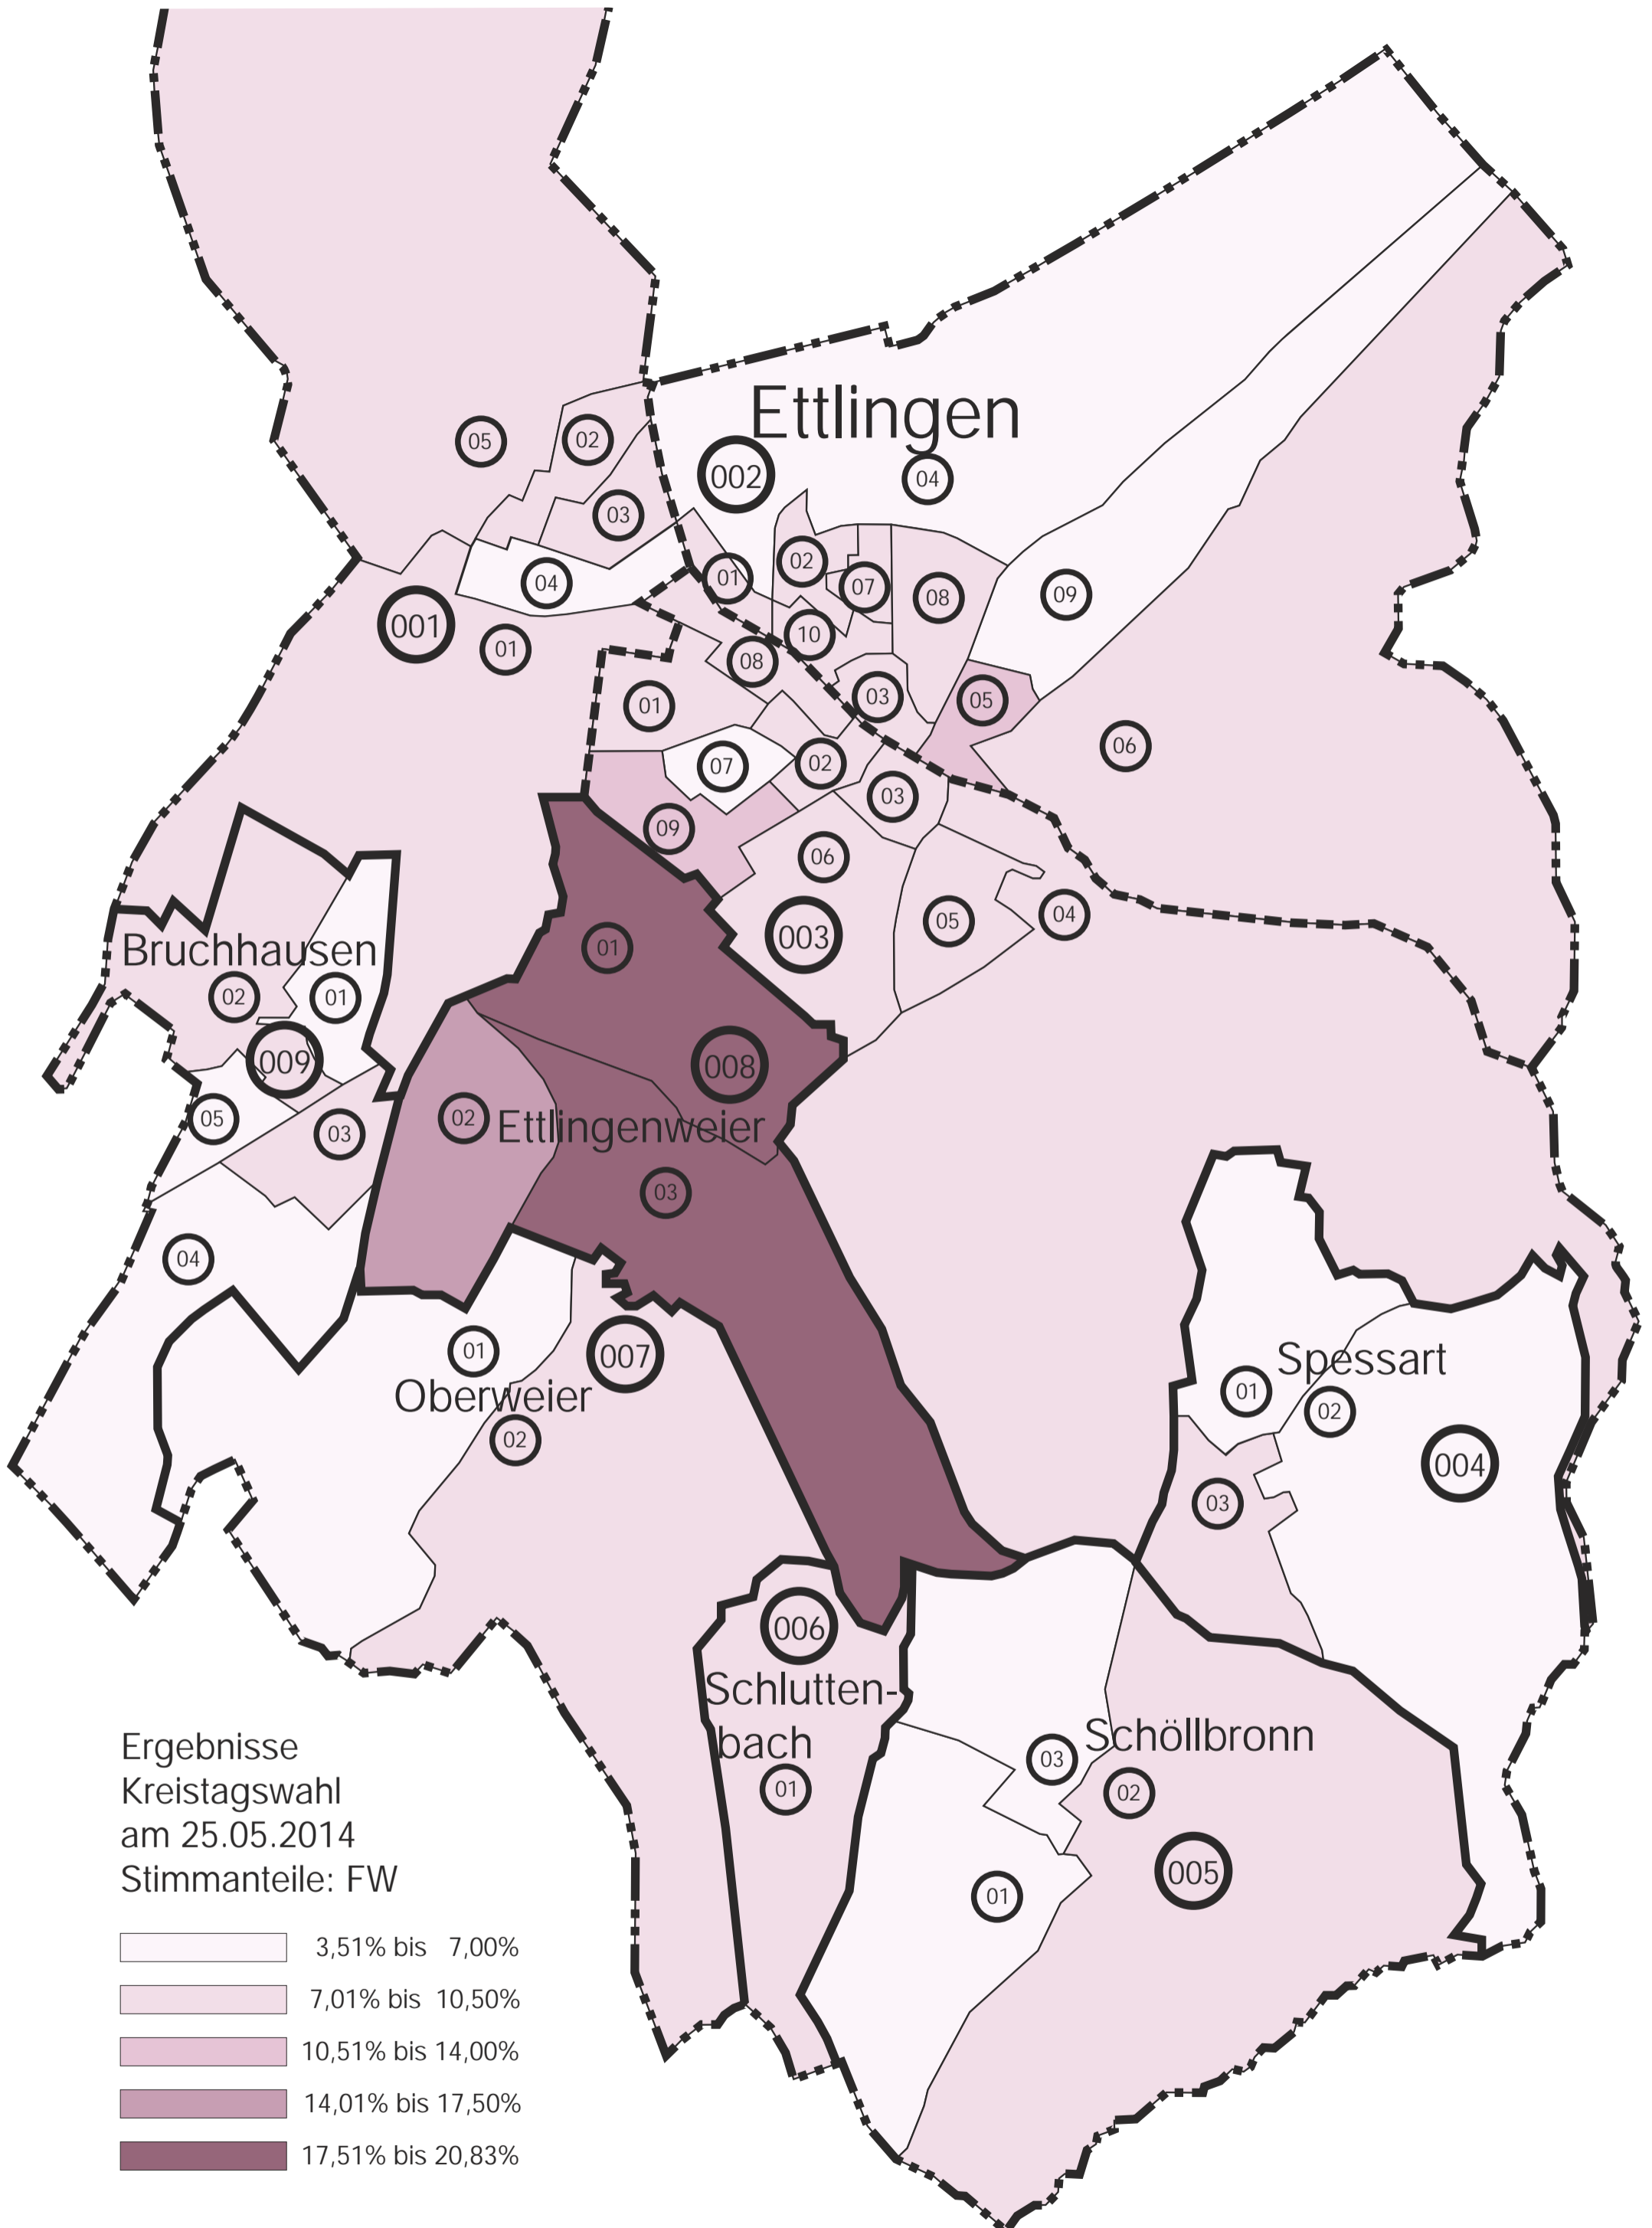 Ettlingen
002
04
05
02
03
04
01
02
07
08
09
10
001
01
08
03
05
01
06
07
02
03
09
06
04
05
003
01
Bruchhausen
02
01
009
008
05
03
02
Ettlingenweier
03
04
01
007
Oberweier
02
Spessart
01
02
004
03
006
Schlutten-
bach
01
Schöllbronn
03
02
005
01
Ergebnisse
Kreistagswahl
am 25.05.2014
Stimmanteile: FW
3,51% bis 7,00%
7,01% bis 10,50%
10,51% bis 14,00%
14,01% bis 17,50%
17,51% bis 20,83%